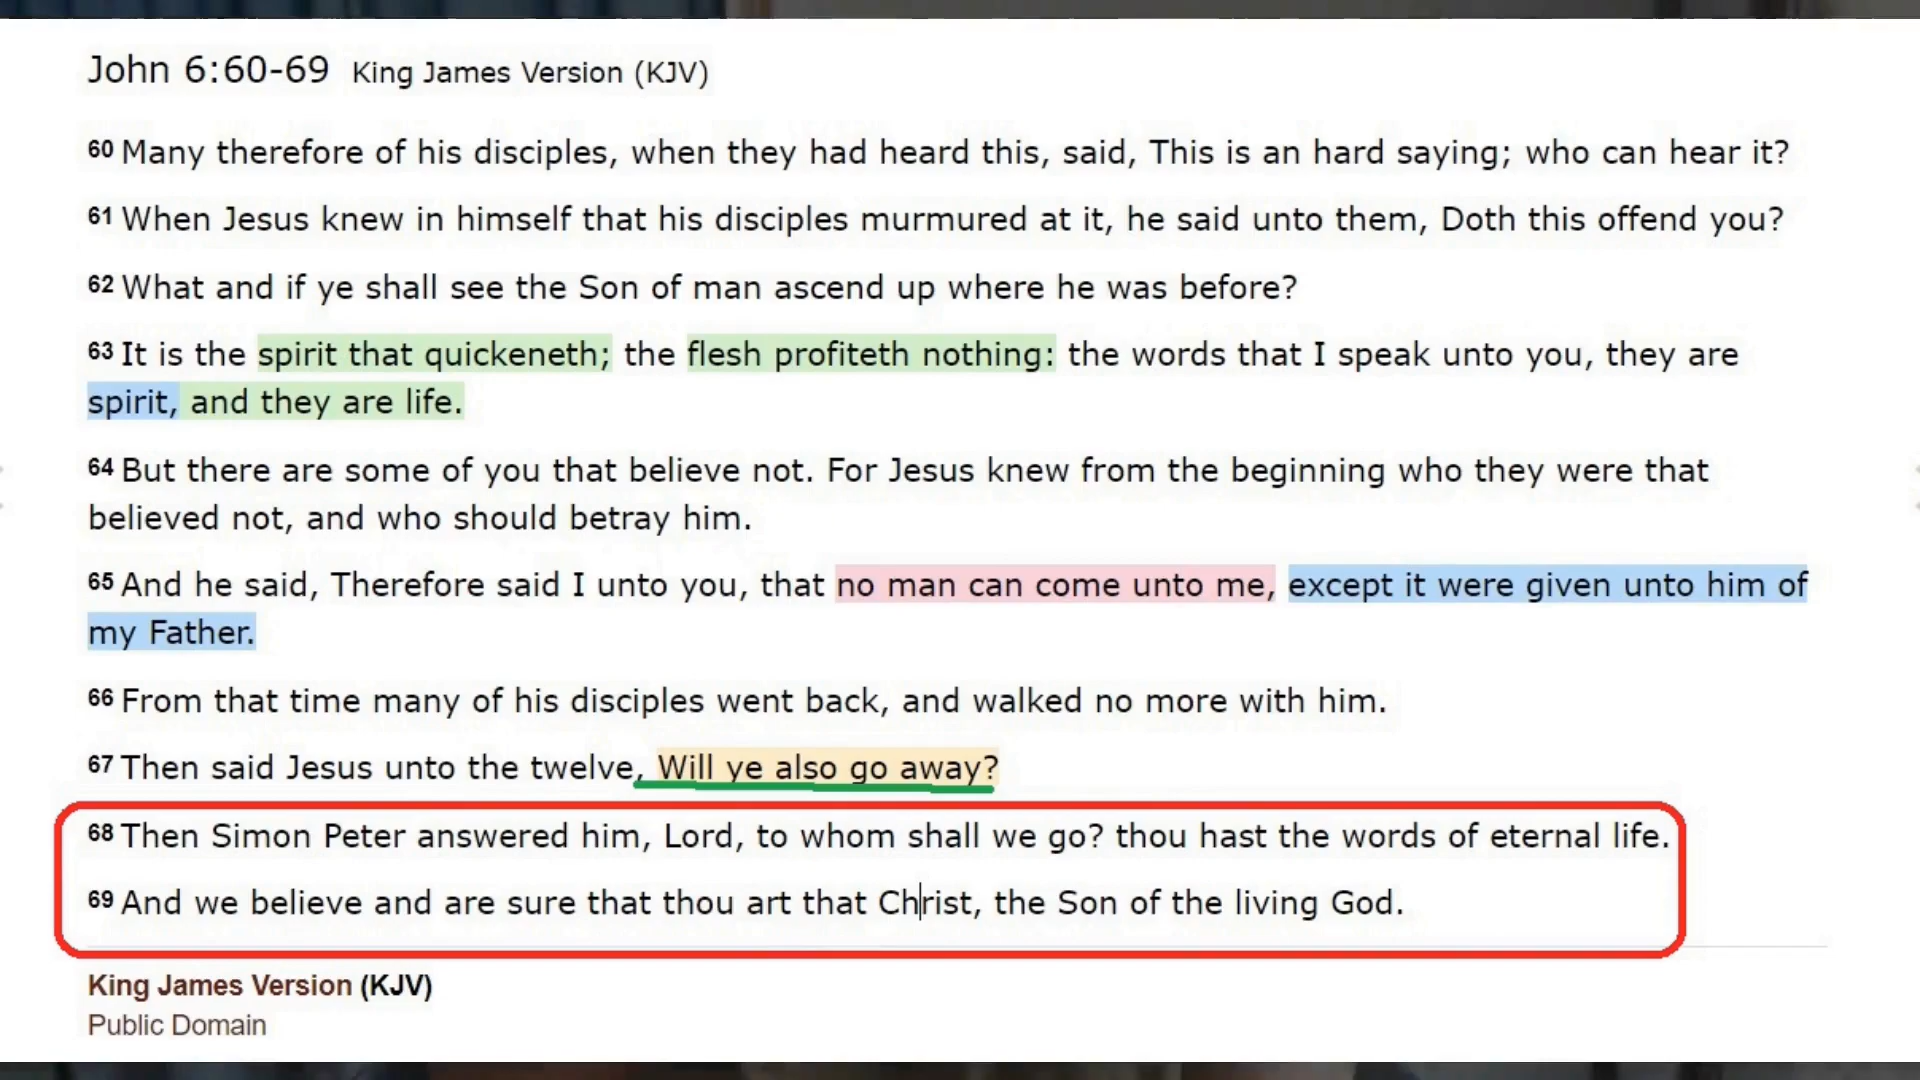 John 6:60-69 King James Version (KJV)
60 Many therefore of his disciples, when they had heard this, said, This is an hard saying; who can hear it?
61 When Jesus knew in himself that his disciples murmured at it, he said unto them, Doth this offend you?
62 What and if ye shall see the Son of man ascend up where he was before?
63 It is the spirit that quickeneth; the flesh profiteth nothing: the words that I speak unto you, they are
spirit, and they are life.
64 But there are some of you that believe not. For Jesus knew from the beginning who they were that
believed not, and who should betray him.
65 And he said, Therefore said I unto you, that no man can come unto me, except it were given unto him of
my Father.
66 From that time many of his disciples went back, and walked no more with him.
67 Then said Jesus unto the twelve, Will ye also go away?
68 Then Simon Peter answered him, Lord, to whom shall we go? thou hast the words of eternal life.
69 And we believe and are sure that thou art that Christ, the Son of the living God.
King James Version (KJV)
Public Domain